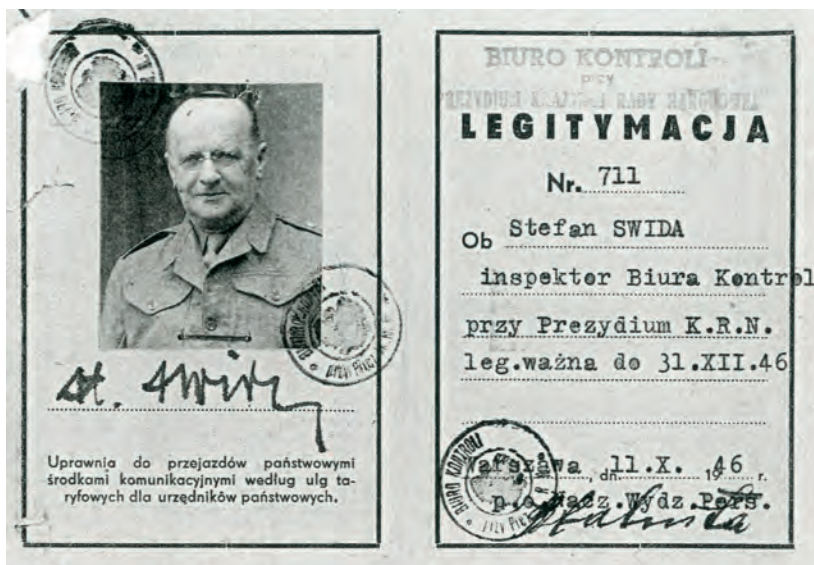 St. Swida
Uprawnia do przejazdów państwowymi
środkami komunikacyjnymi według ulg ta-
ryfowych dla urzędników państwowych.
BIURO KONTROLI
przy
LEGITYMACJA
Nr. 711
Ob Stefan SWIDA
inspektor Biura Kontrol
przy Prezydium K.R.N.
leg.ważna do 31.XII.46
Warszawa, dn. 11.X. 1946 r.
p.o.Nacz.Wydz.Pers.
BIURO KONTROLI